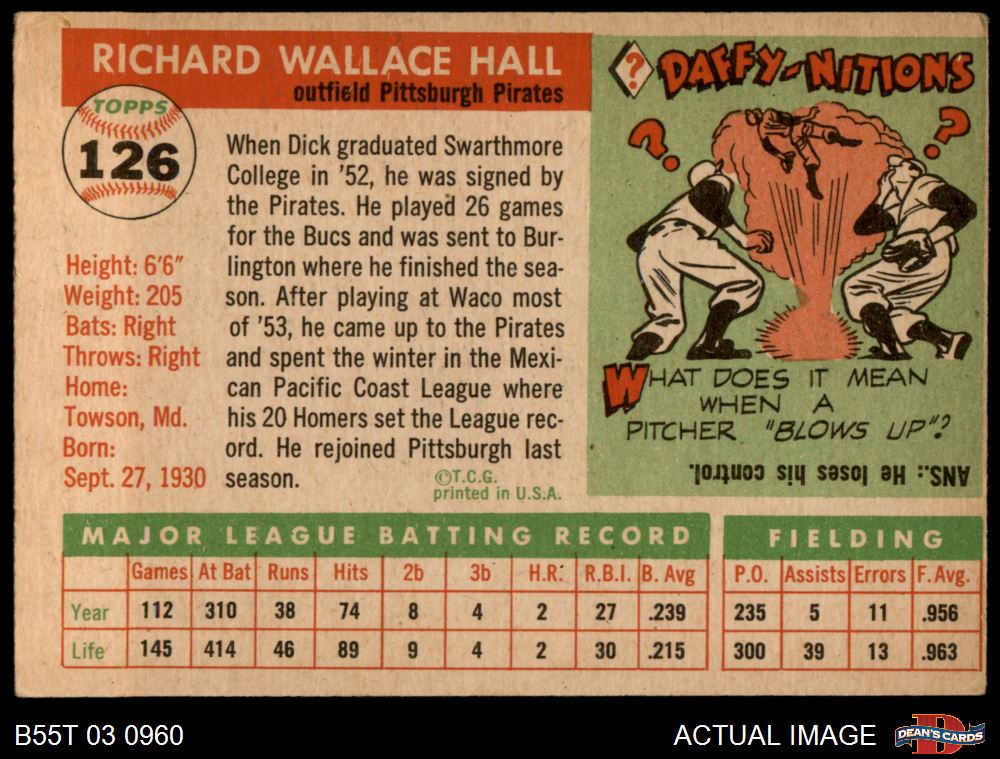 RICHARD WALLACE HALL
outfield Pittsburgh Pirates
TOPPS
126
When Dick graduated Swarthmore
College in '52, he was signed by
the Pirates. He played 26 games
for the Bucs and was sent to Bur-
lington where he finished the sea-
son. After playing at Waco most
of '53, he came up to the Pirates
and spent the winter in the Mexi-
can Pacific Coast League where
his 20 Homers set the League rec-
ord. He rejoined Pittsburgh last
season.
©T.C.G.
printed in U.S.A.
Height: 6'6"
Weight: 205
Bats: Right
Throws: Right
Home:
Towson, Md.
Born:
Sept. 27, 1930
? DAFFY-NITIONS
? ?
WHAT DOES IT MEAN
WHEN A
PITCHER "BLOWS UP"?
ANS.: He loses his control.
MAJOR LEAGUE BATTING RECORD
Games At Bat Runs Hits 2b 3b H.R. R.B.I. B. Avg
Year 112 310 38 74 8 4 2 27 .239
Life 145 414 46 89 9 4 2 30 .215
FIELDING
P.O. Assists Errors F. Avg.
235 5 11 .956
300 39 13 .963
B55T 03 0960
ACTUAL IMAGE
D
DEAN'S CARDS